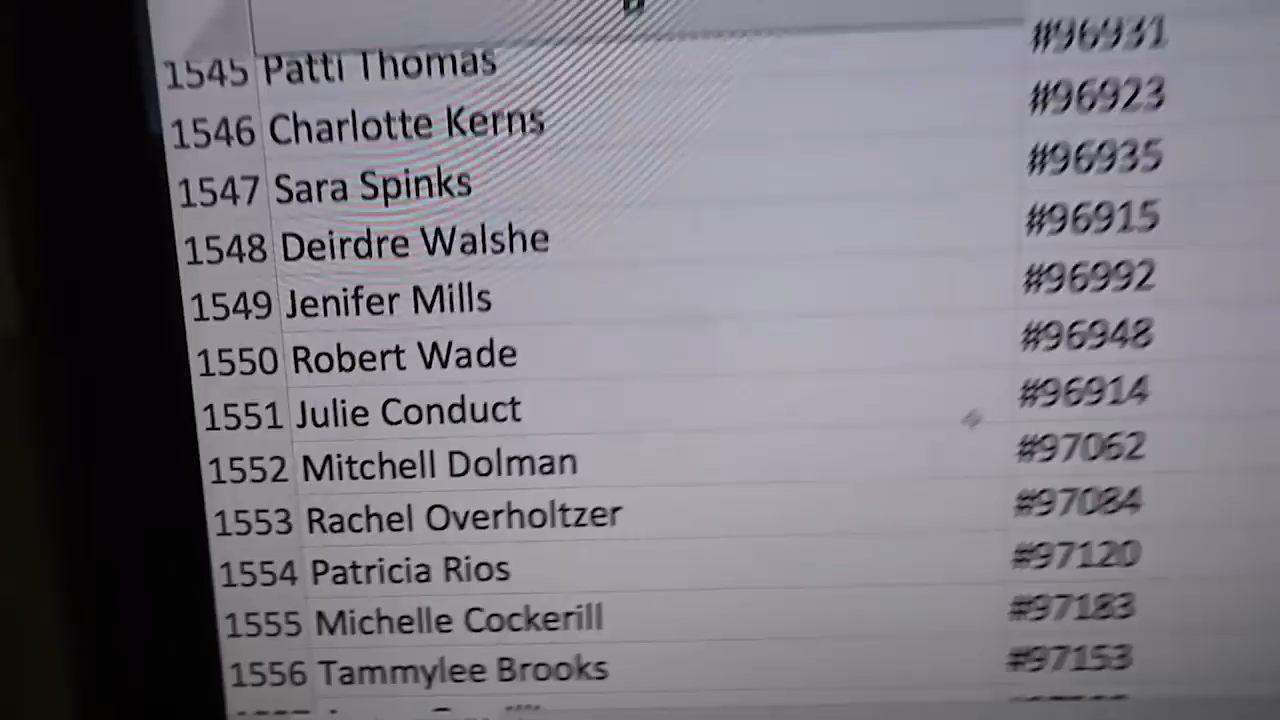 1545 Patti Thomas #96931
1546 Charlotte Kerns #96923
1547 Sara Spinks #96935
1548 Deirdre Walshe #96915
1549 Jenifer Mills #96992
1550 Robert Wade #96948
1551 Julie Conduct #96914
1552 Mitchell Dolman #97062
1553 Rachel Overholtzer #97084
1554 Patricia Rios #97120
1555 Michelle Cockerill #97183
1556 Tammylee Brooks #97153